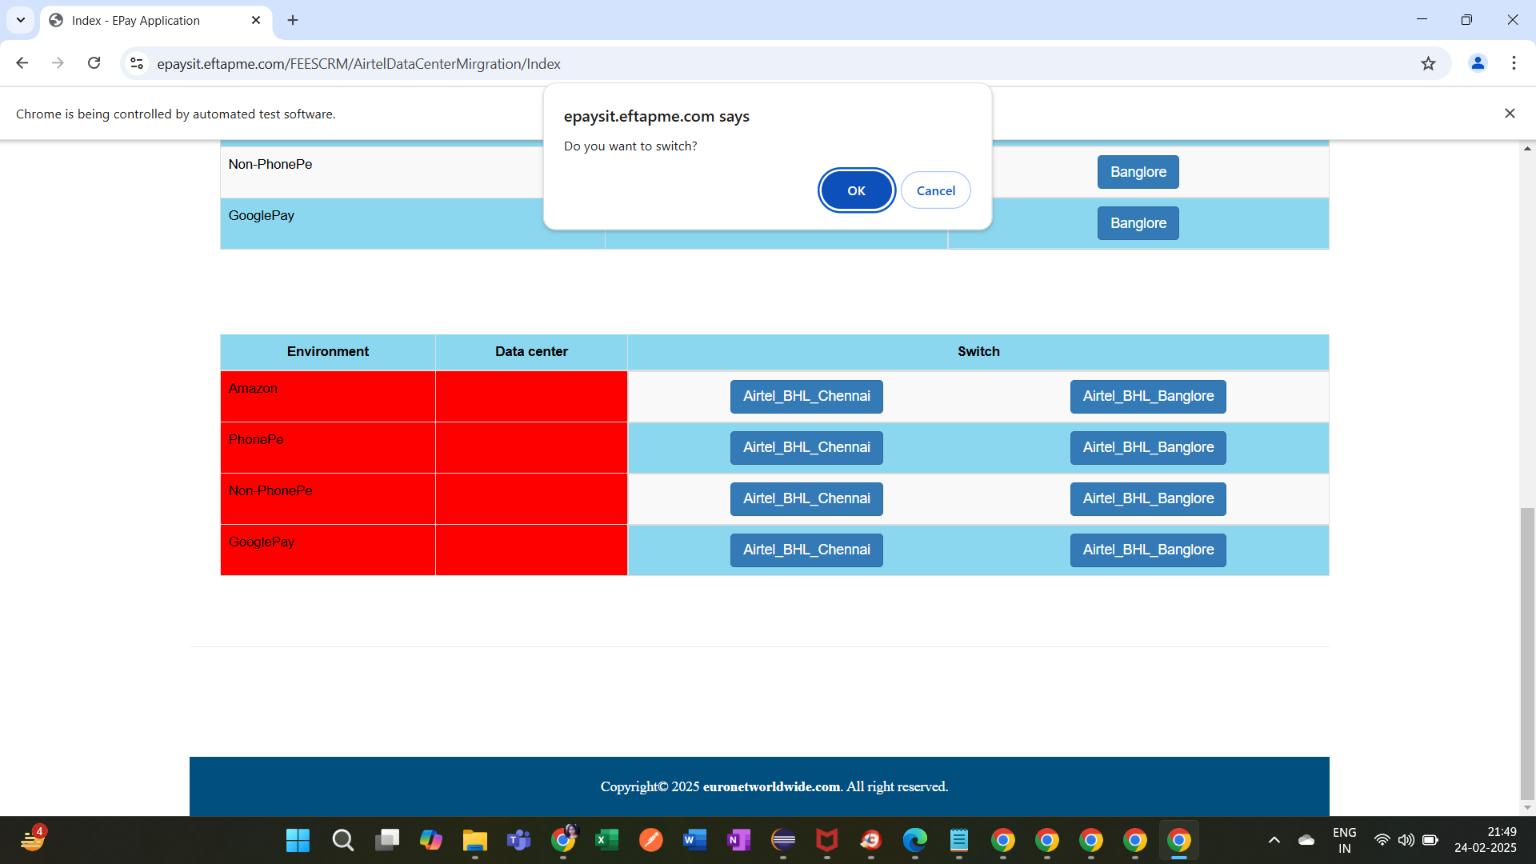 Index - EPay Application
epaysit.eftapme.com/FEESCRM/AirtelDataCenterMirgration/Index
Chrome is being controlled by automated test software.
epaysit.eftapme.com says
Do you want to switch?
OK Cancel
Non-PhonePe Banglore
GooglePay Banglore
Environment Data center Switch
Amazon Airtel_BHL_Chennai Airtel_BHL_Banglore
PhonePe Airtel_BHL_Chennai Airtel_BHL_Banglore
Non-PhonePe Airtel_BHL_Chennai Airtel_BHL_Banglore
GooglePay Airtel_BHL_Chennai Airtel_BHL_Banglore
Copyright© 2025 euronetworldwide.com. All right reserved.
4
ENG
IN
21:49
24-02-2025